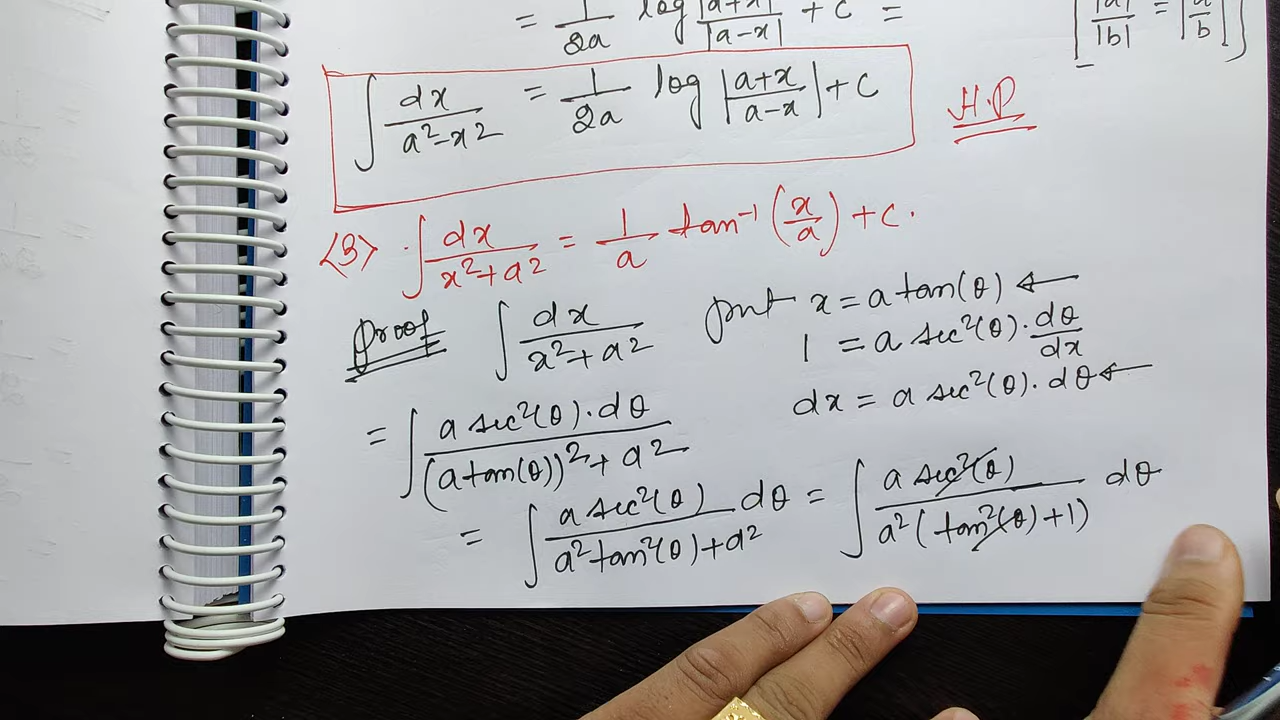 = 1/2a log |a+x|/|a-x| + c = [|a|/|b| = |a/b|]}
∫ dx/(a²-x²) = 1/2a log |(a+x)/(a-x)| + c
H.P
<3> ∫ dx/(x²+a²) = 1/a tan⁻¹(x/a) + c.
Proof ∫ dx/(x²+a²) put x = a tan(θ) ←
1 = a sec²(θ)·dθ/dx
dx = a sec²(θ)·dθ ←
= ∫ a sec²(θ)·dθ/((a tan(θ))²+a²)
= ∫ a sec²(θ)/(a² tan²(θ)+a²) dθ = ∫ a sec²(θ)/(a²(tan²(θ)+1)) dθ